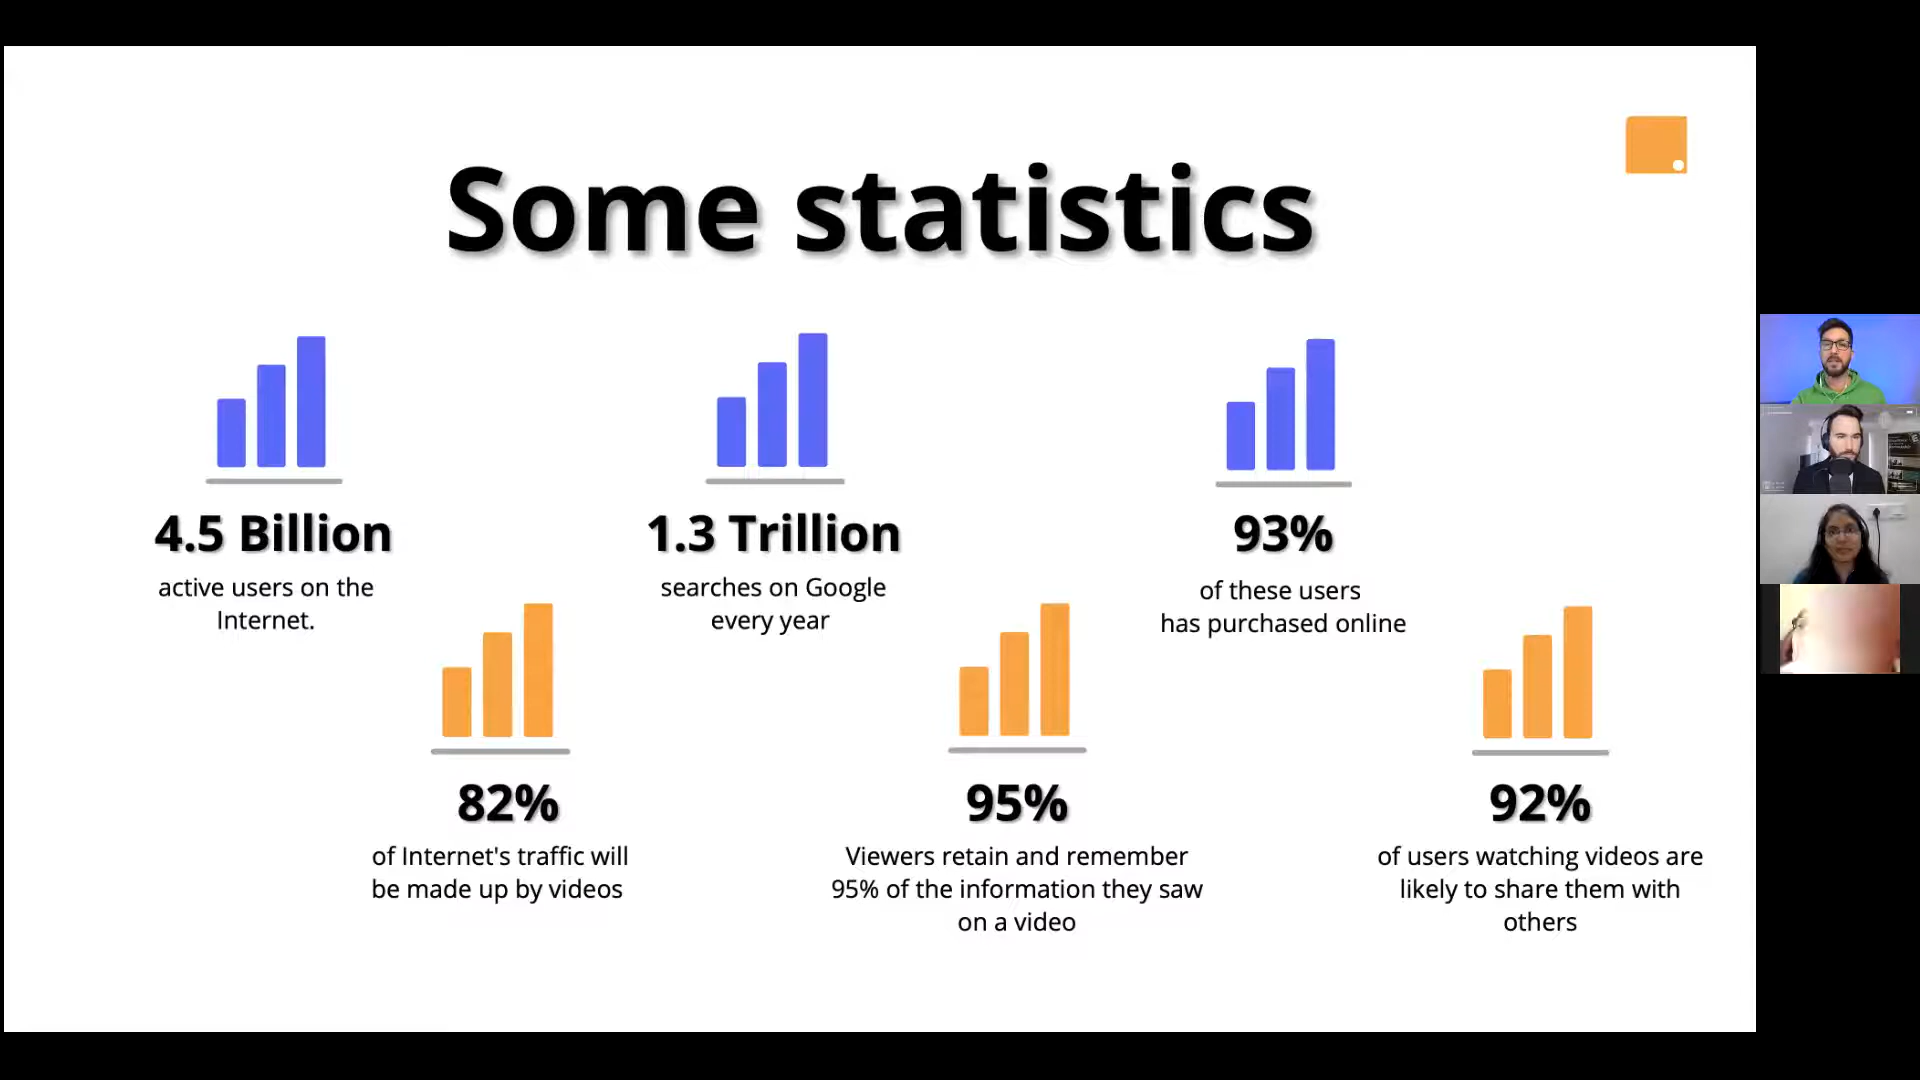 Some statistics
4.5 Billion
active users on the
Internet.
1.3 Trillion
searches on Google
every year
93%
of these users
has purchased online
82%
of Internet's traffic will
be made up by videos
95%
Viewers retain and remember
95% of the information they saw
on a video
92%
of users watching videos are
likely to share them with
others